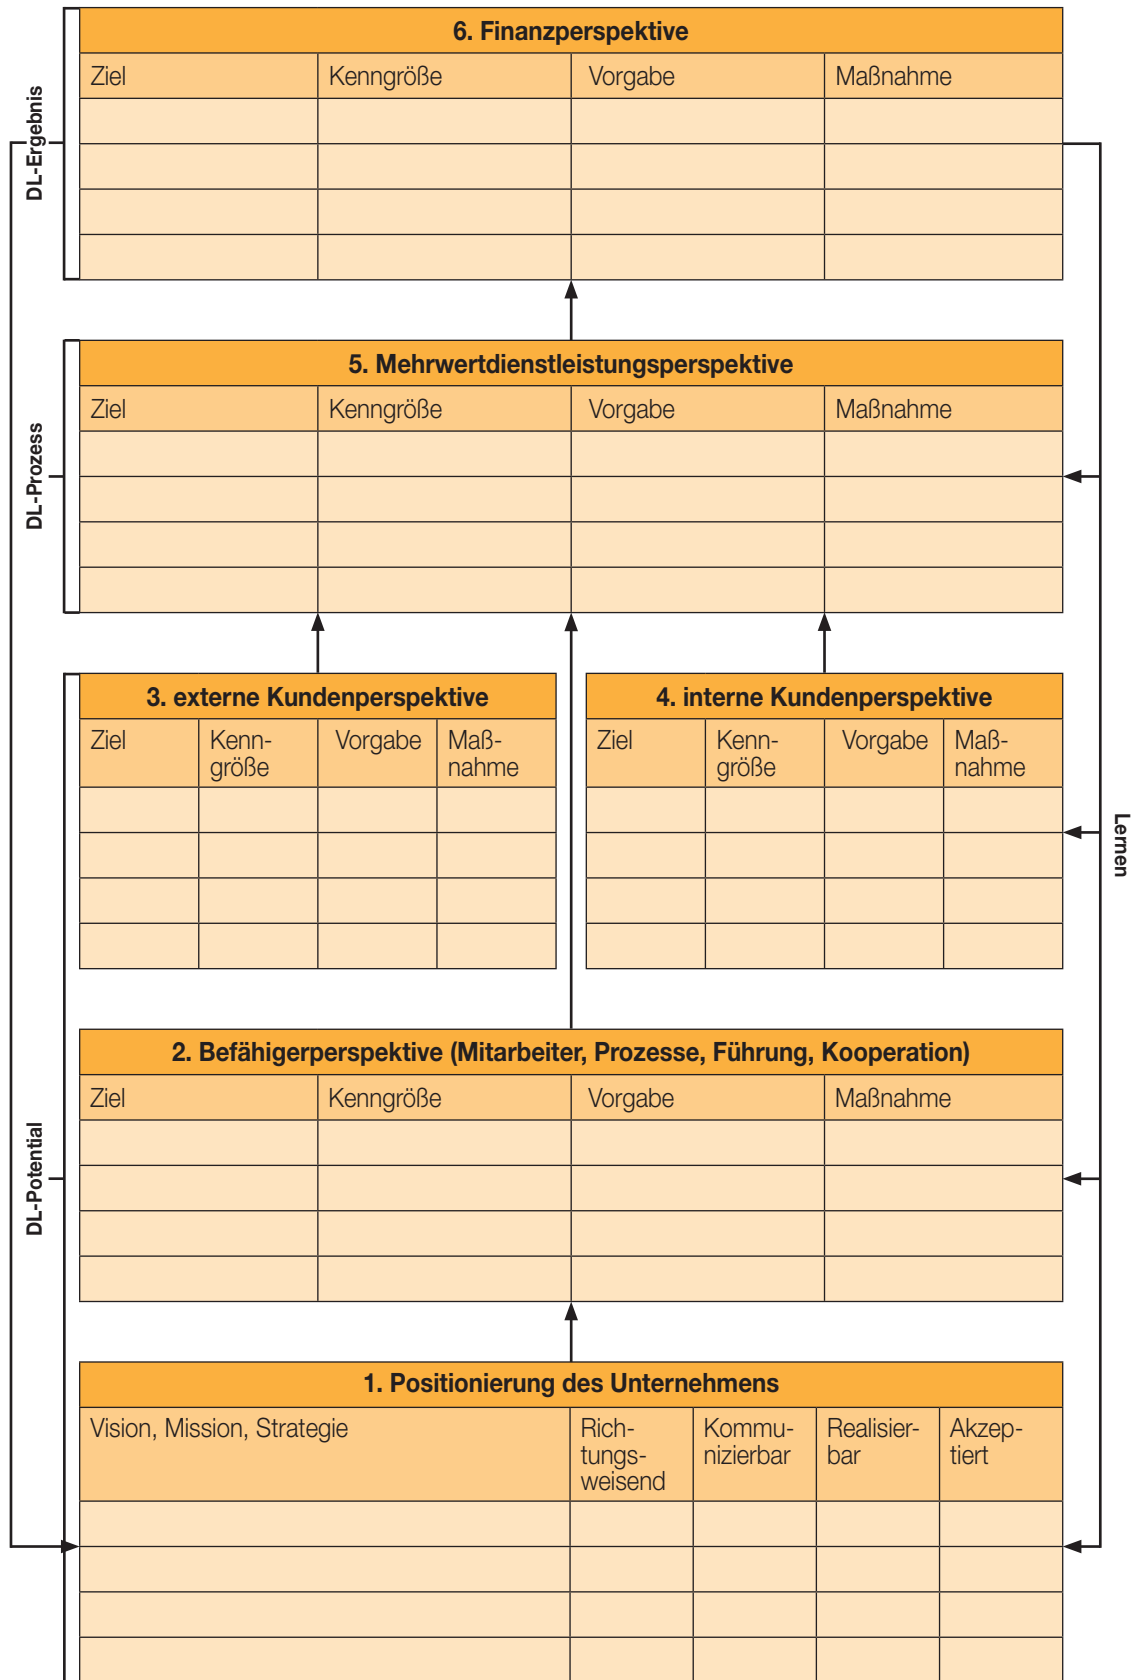 6. Finanzperspektive
Ziel Kenngröße Vorgabe Maßnahme
DL-Ergebnis
5. Mehrwertdienstleistungsperspektive
Ziel Kenngröße Vorgabe Maßnahme
DL-Prozess
3. externe Kundenperspektive
Ziel Kenn- Vorgabe Maß-
größe nahme
4. interne Kundenperspektive
Ziel Kenn- Vorgabe Maß-
größe nahme
Lernen
2. Befähigerperspektive (Mitarbeiter, Prozesse, Führung, Kooperation)
Ziel Kenngröße Vorgabe Maßnahme
DL-Potential
1. Positionierung des Unternehmens
Vision, Mission, Strategie
Rich-
tungs-
weisend
Kommu-
nizierbar
Realisier-
bar
Akzep-
tiert